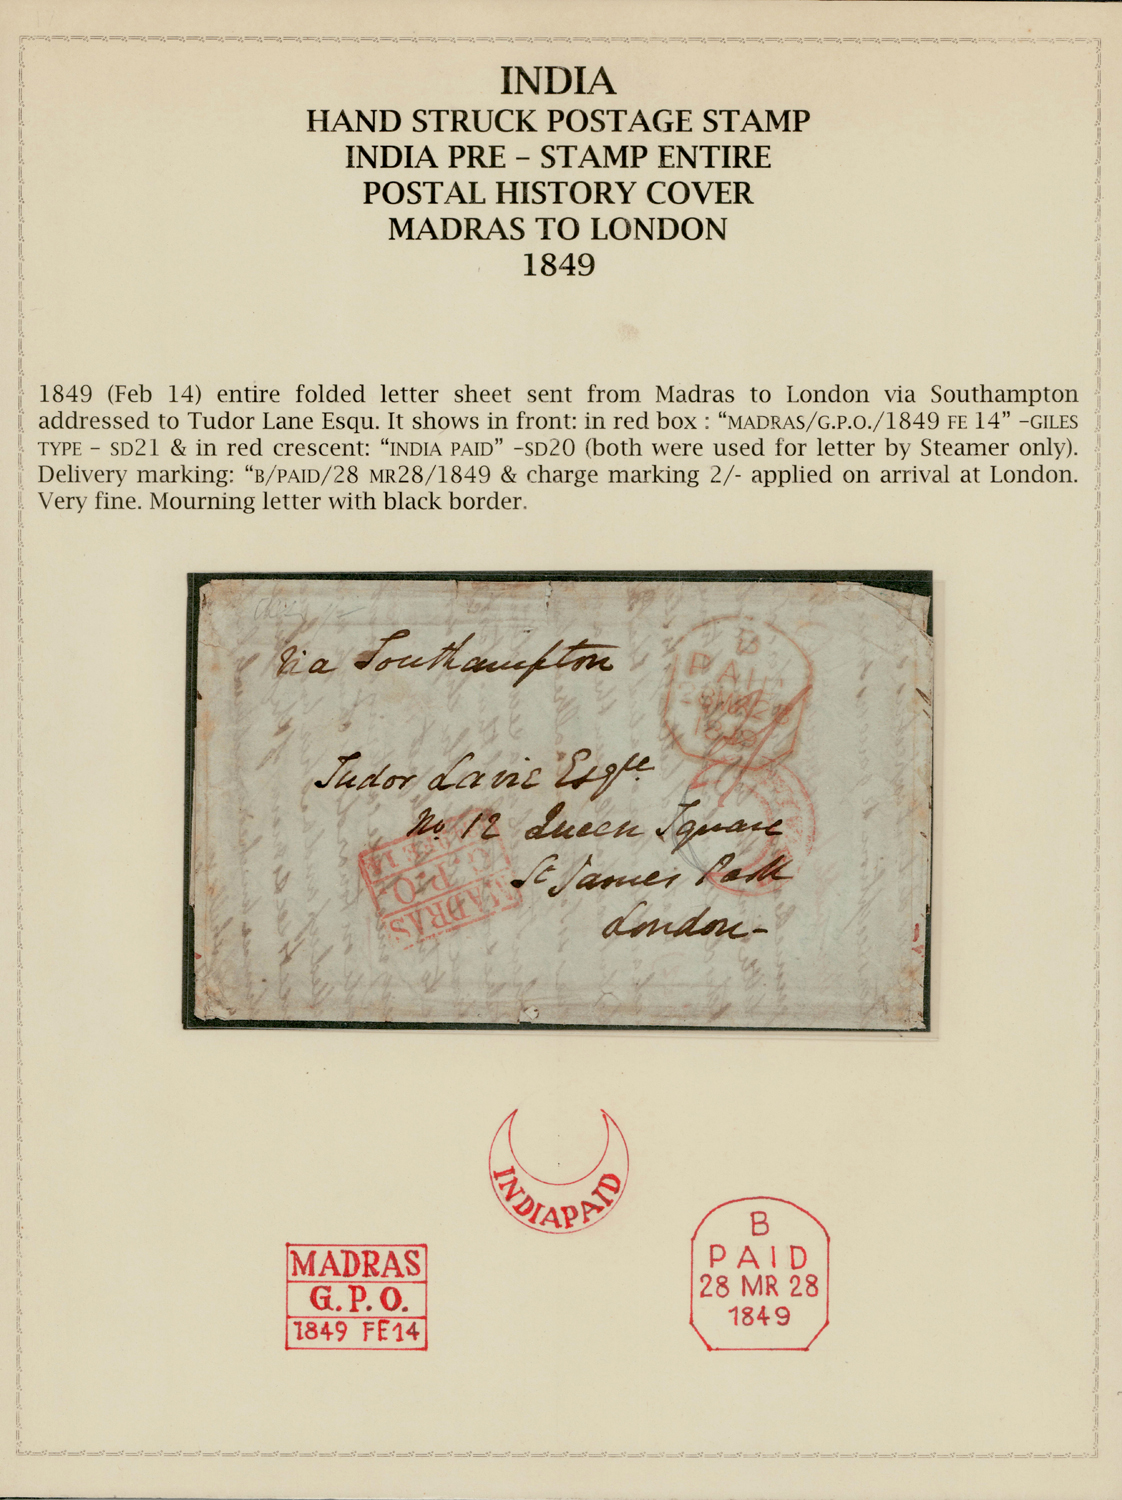 INDIA
HAND STRUCK POSTAGE STAMP
INDIA PRE – STAMP ENTIRE
POSTAL HISTORY COVER
MADRAS TO LONDON
1849
1849 (Feb 14) entire folded letter sheet sent from Madras to London via Southampton
addressed to Tudor Lane Esqu. It shows in front: in red box : “MADRAS/G.P.O./1849 FE 14” –GILES
TYPE – SD21 & in red crescent: “INDIA PAID” –SD20 (both were used for letter by Steamer only).
Delivery marking: “B/PAID/28 MR28/1849 & charge marking 2/- applied on arrival at London.
Very fine. Mourning letter with black border.
Via Southampton
B
PAID
Tudor Lavie Esqre
No 12 Queen Square
St James Park
London-
MADRAS
G.P.O.
INDIAPAID
MADRAS
G.P.O.
1849 FE14
B
PAID
28 MR 28
1849